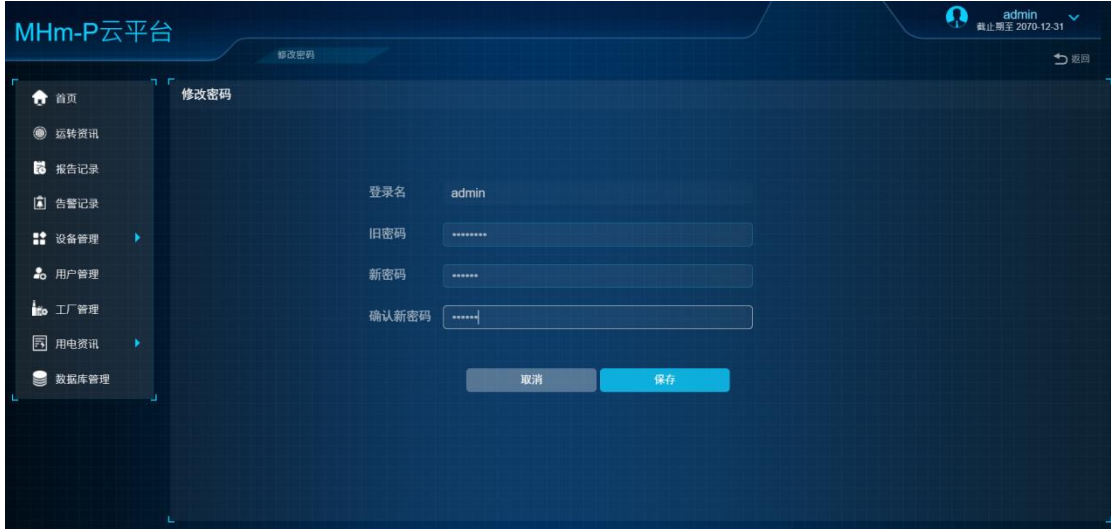 MHm-P云平台
admin
截止期至 2070-12-31
修改密码
返回
首页
运转资讯
报告记录
告警记录
设备管理
用户管理
工厂管理
用电资讯
数据库管理
修改密码
登录名 admin
旧密码 ••••••••
新密码 ••••••
确认新密码 ••••••
取消 保存